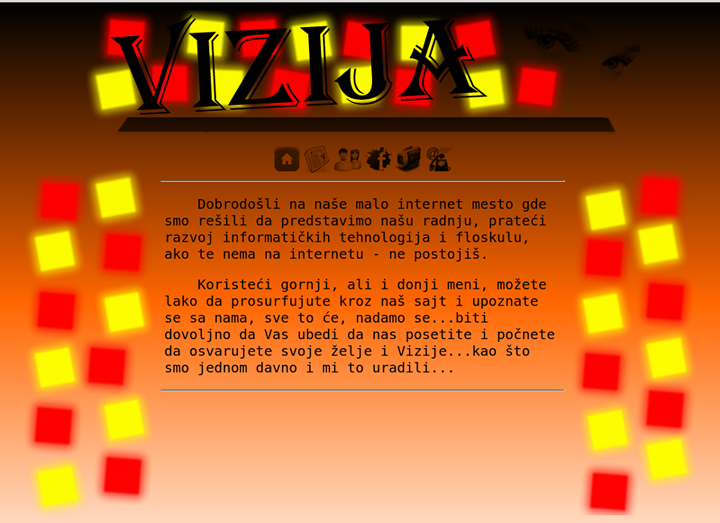 VIZIJA
Dobrodošli na naše malo internet mesto gde
smo rešili da predstavimo našu radnju, prateći
razvoj informatičkih tehnologija i floskulu,
ako te nema na internetu - ne postojiš.
Koristeći gornji, ali i donji meni, možete
lako da prosurfujute kroz naš sajt i upoznate
se sa nama, sve to će, nadamo se...biti
dovoljno da Vas ubedi da nas posetite i počnete
da osvarujete svoje želje i Vizije...kao što
smo jednom davno i mi to uradili...